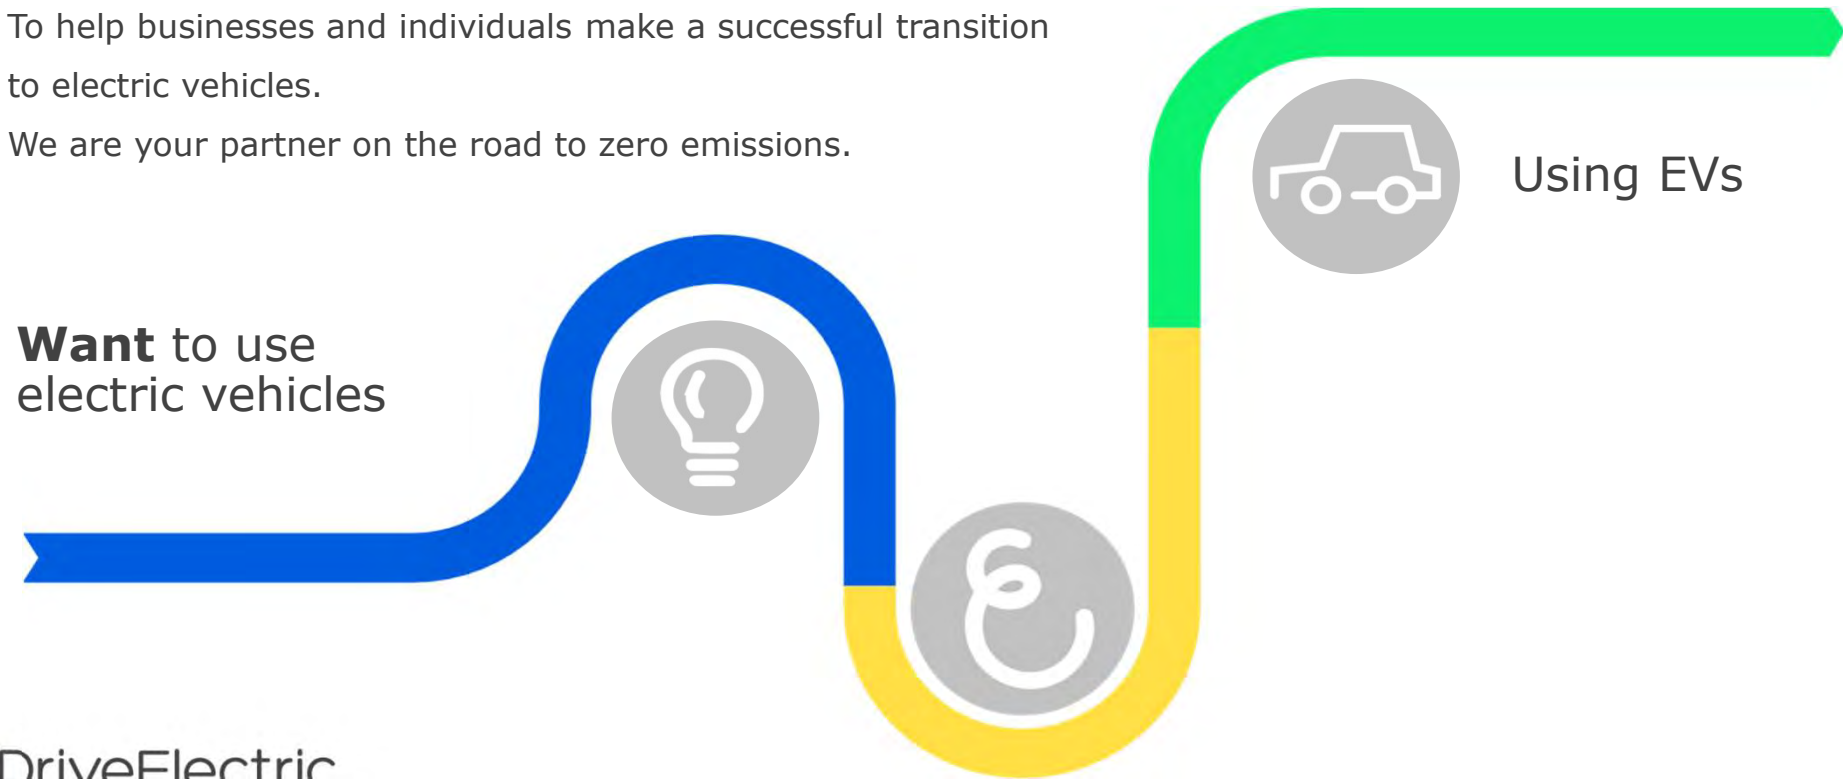 To help businesses and individuals make a successful transition
to electric vehicles.
We are your partner on the road to zero emissions.
Using EVs
Want to use
electric vehicles
DriveElectric